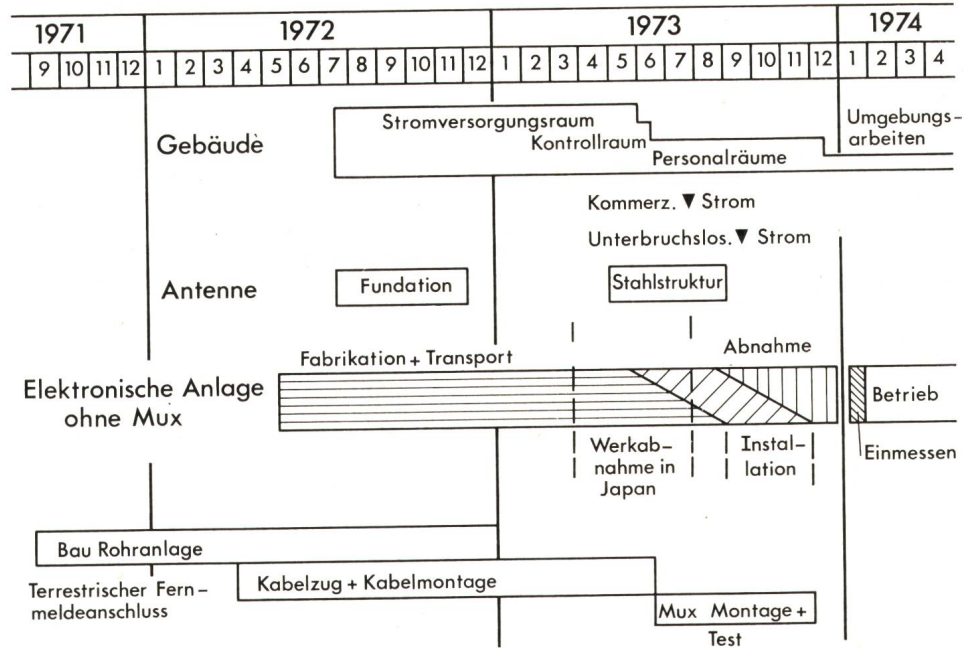 1971 1972 1973 1974
9 10 11 12 1 2 3 4 5 6 7 8 9 10 11 12 1 2 3 4 5 6 7 8 9 10 11 12 1 2 3 4
Gebäudè
Stromversorgungsraum
Kontrollraum
Personalräume
Umgebungs-
arbeiten
Kommerz. ▼ Strom
Unterbruchslos. ▼ Strom
Antenne
Fundation
Stahlstruktur
Elektronische Anlage
ohne Mux
Fabrikation + Transport
Abnahme
Betrieb
Werkab-
nahme in
Japan
Instal-
lation
Einmessen
Bau Rohranlage
Terrestrischer Fern-
meldeanschluss
Kabelzug + Kabelmontage
Mux Montage +
Test